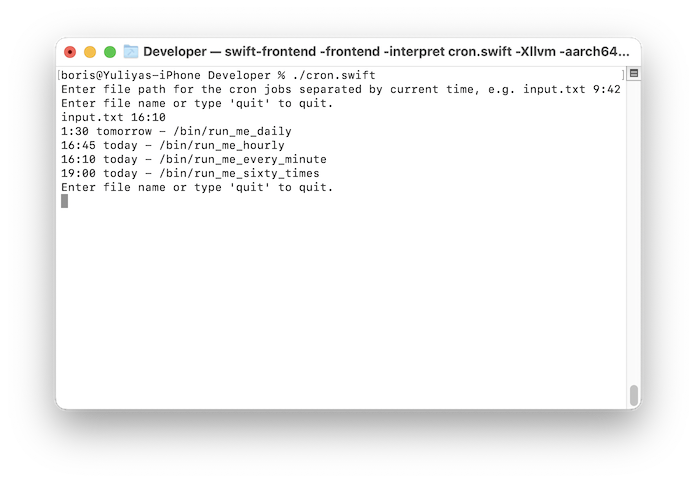 Developer — swift-frontend -frontend -interpret cron.swift -Xllvm -aarch64...
[boris@Yuliyas-iPhone Developer % ./cron.swift ]
Enter file path for the cron jobs separated by current time, e.g. input.txt 9:42
Enter file name or type 'quit' to quit.
input.txt 16:10
1:30 tomorrow - /bin/run_me_daily
16:45 today - /bin/run_me_hourly
16:10 today - /bin/run_me_every_minute
19:00 today - /bin/run_me_sixty_times
Enter file name or type 'quit' to quit.